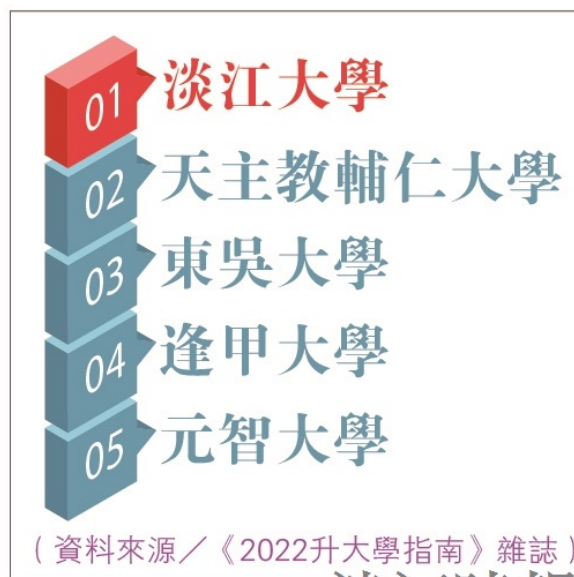 01 淡江大學
02 天主教輔仁大學
03 東吳大學
04 逢甲大學
05 元智大學
（資料來源／《2022升大學指南》雜誌）